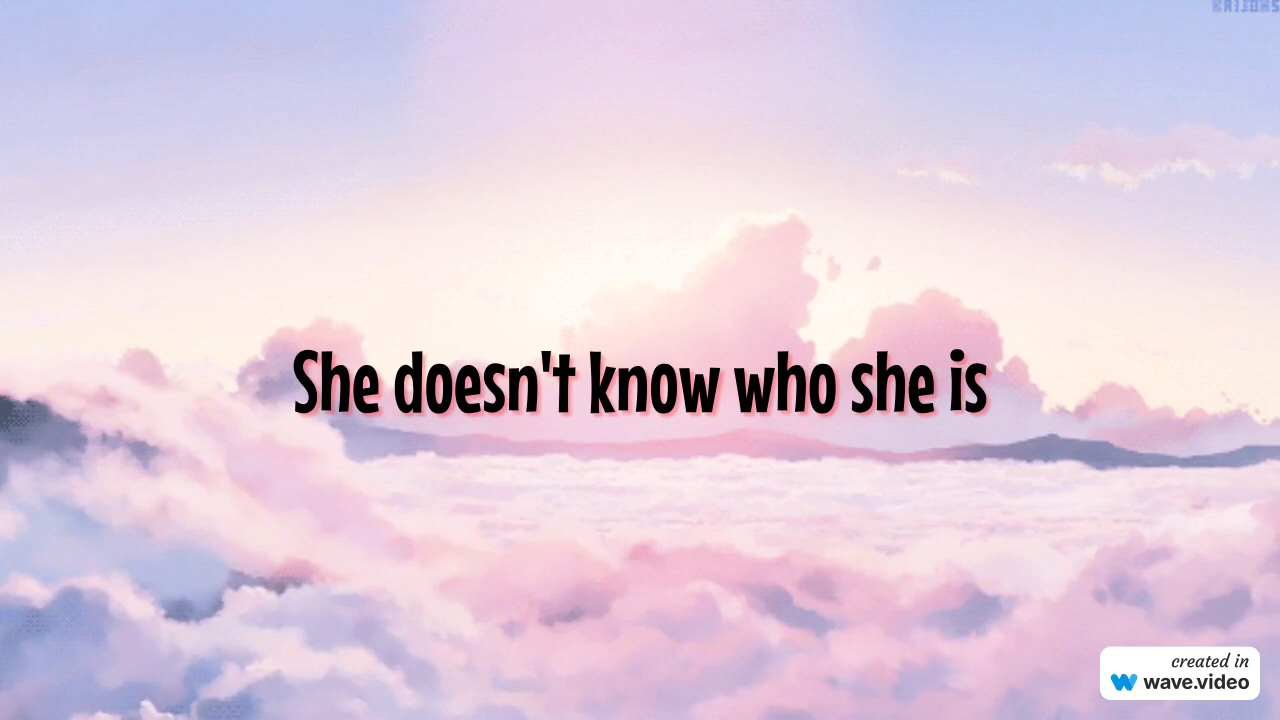 She doesn't know who she is
created in
wave.video